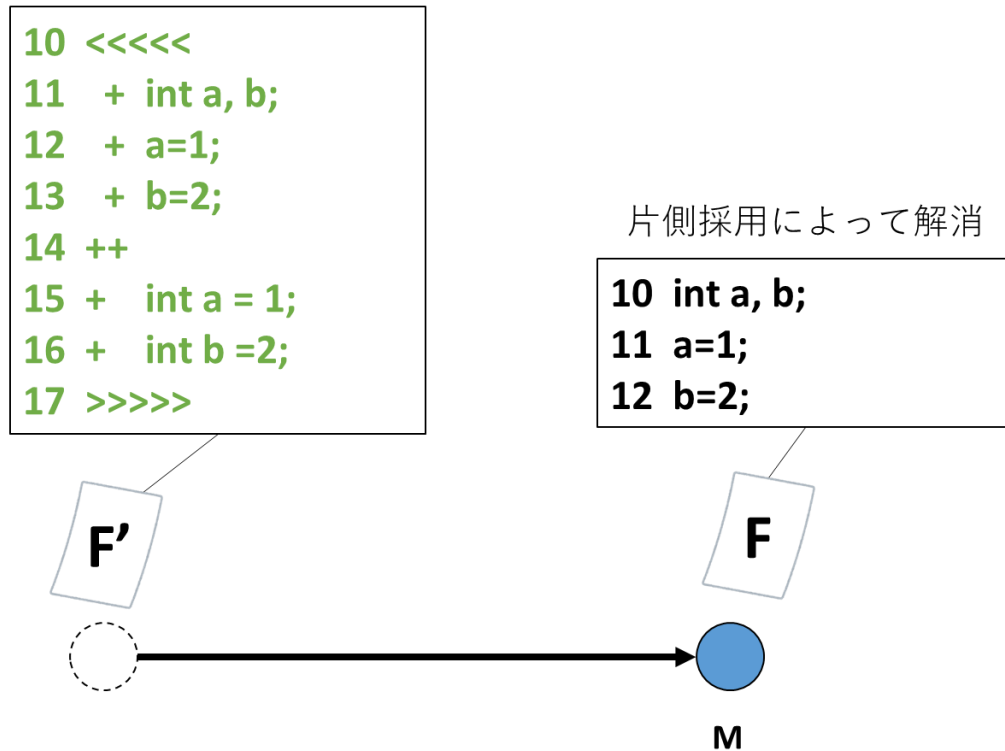 10 <<<<<
11 + int a, b;
12 + a=1;
13 + b=2;
14 ++
15 + int a = 1;
16 + int b =2;
17 >>>>>
片側採用によって解消
10 int a, b;
11 a=1;
12 b=2;
F’
F
M